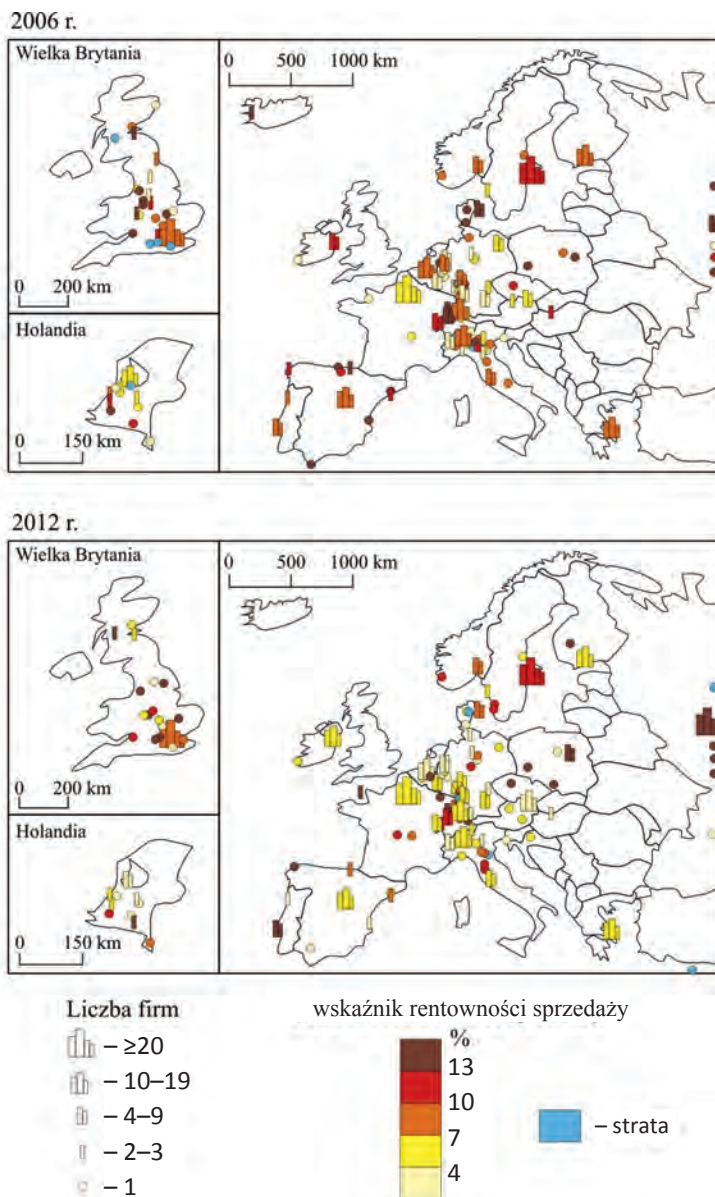 2006 r.
Wielka Brytania
0 500 1000 km
0 200 km
Holandia
0 150 km
2012 r.
Wielka Brytania
0 500 1000 km
0 200 km
Holandia
0 150 km
Liczba firm
– ≥20
– 10–19
– 4–9
– 2–3
– 1
wskaźnik rentowności sprzedaży
%
13
10
7
4
– strata